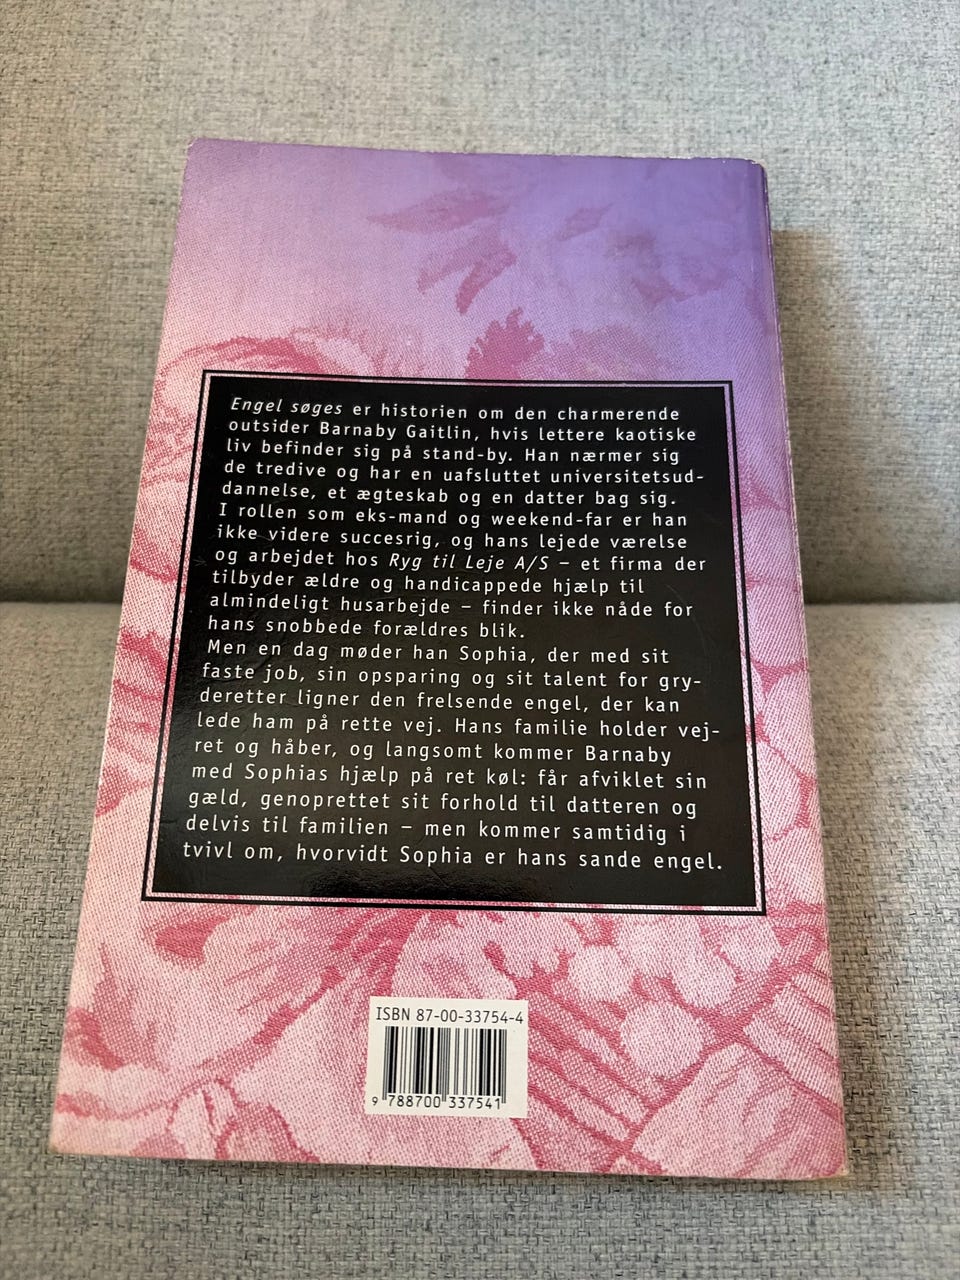 Engel søges er historien om den charmerende
outsider Barnaby Gaitlin, hvis lettere kaotiske
liv befinder sig på stand-by. Han nærmer sig
de tredive og har en uafsluttet universitetsud-
dannelse, et ægteskab og en datter bag sig.
I rollen som eks-mand og weekend-far er han
ikke videre succesrig, og hans lejede værelse
og arbejdet hos Ryg til Leje A/S – et firma der
tilbyder ældre og handicappede hjælp til
almindeligt husarbejde – finder ikke nåde for
hans snobbede forældres blik.
Men en dag møder han Sophia, der med sit
faste job, sin opsparing og sit talent for gry-
deretter ligner den frelsende engel, der kan
lede ham på rette vej. Hans familie holder vej-
ret og håber, og langsomt kommer Barnaby
med Sophias hjælp på ret køl: får afviklet sin
gæld, genoprettet sit forhold til datteren og
delvis til familien – men kommer samtidig i
tvivl om, hvorvidt Sophia er hans sande engel.
ISBN 87-00-33754-4
9 788700 337541